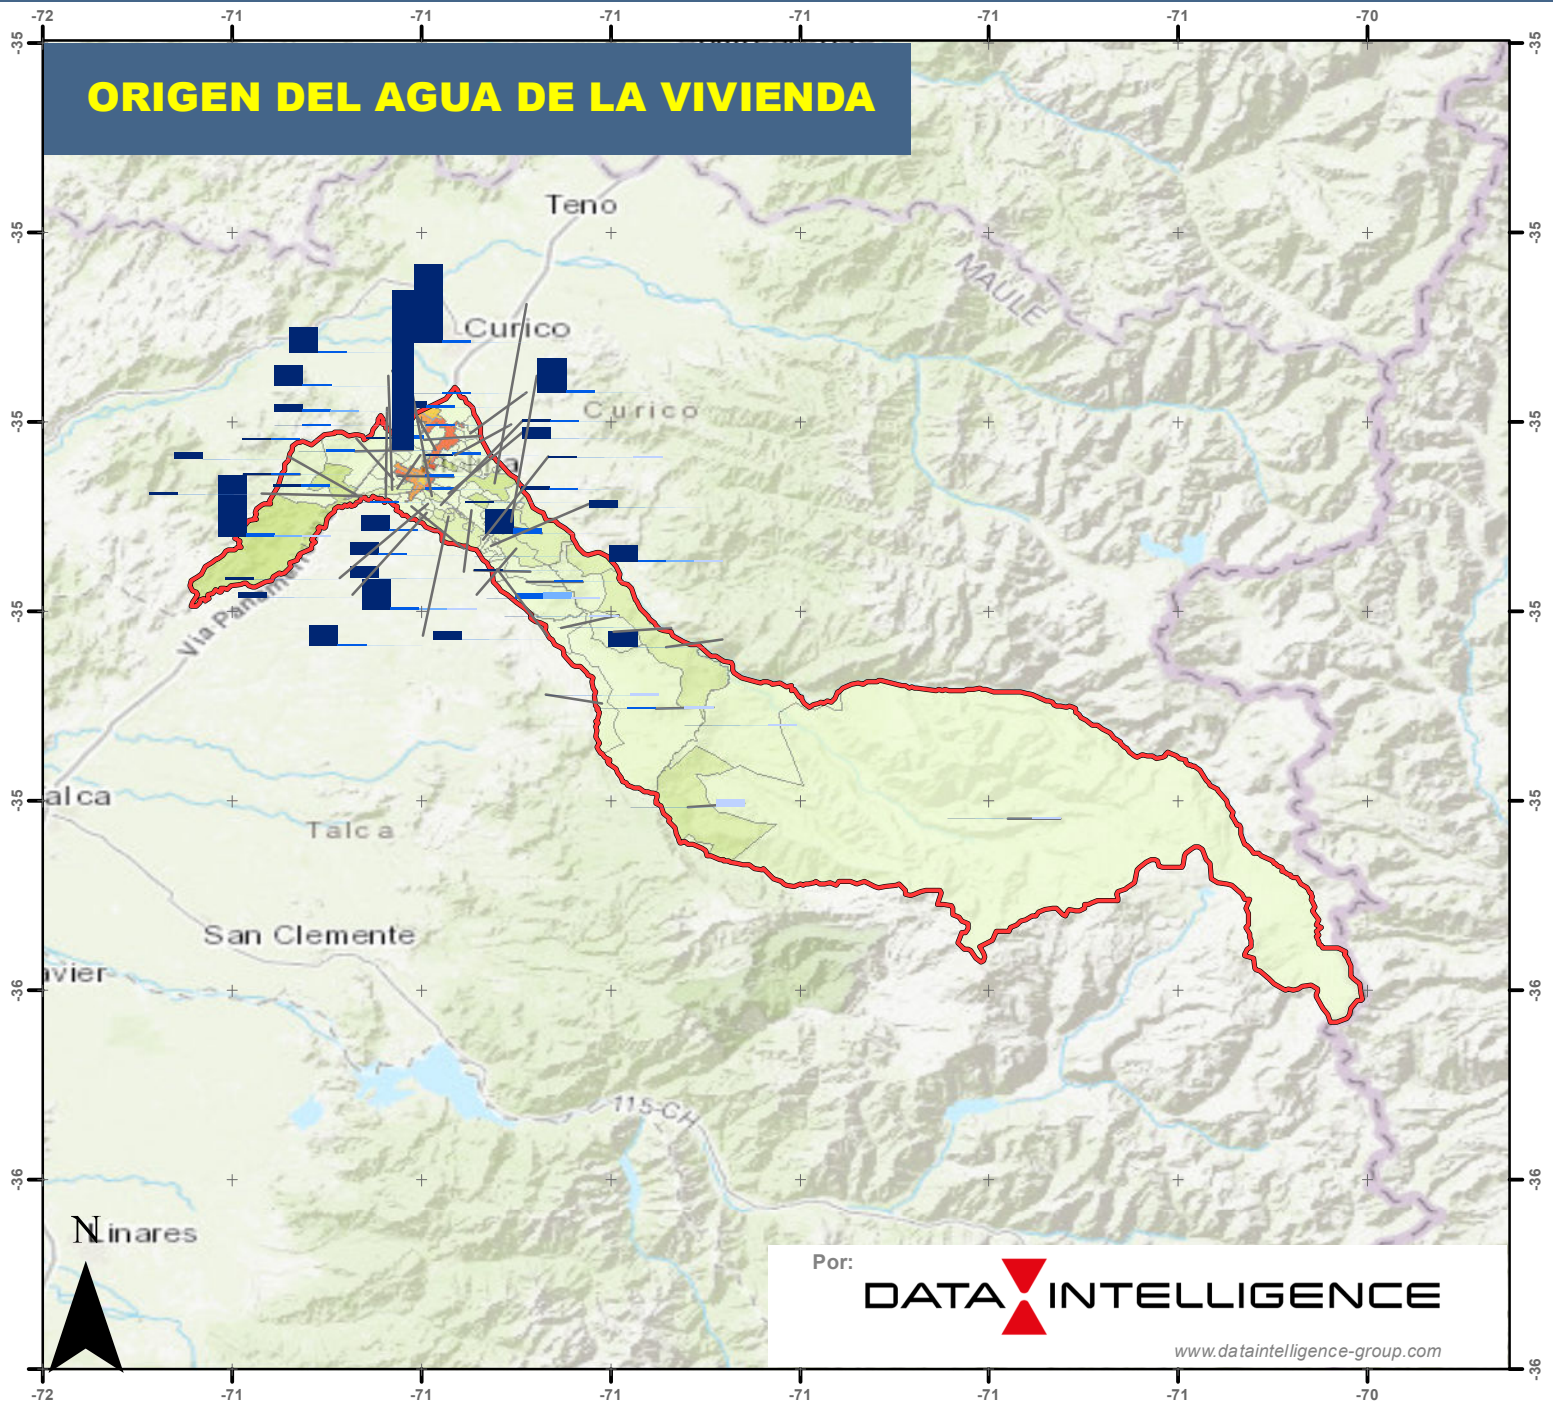 -72 -71 -71 -71 -71 -71 -71 -70
-35 -35
ORIGEN DEL AGUA DE LA VIVIENDA
Teno
-35 -35
MAULE
Curico
Curico
-35 -35
a
-35 -35
Via Panameri
alca
-35 -35
Talca
San Clemente
avier
-36 -36
115-CH
-36 -36
N
Linares
Por:
DATA INTELLIGENCE
www.dataintelligence-group.com
-36
-72 -71 -71 -71 -71 -71 -71 -70